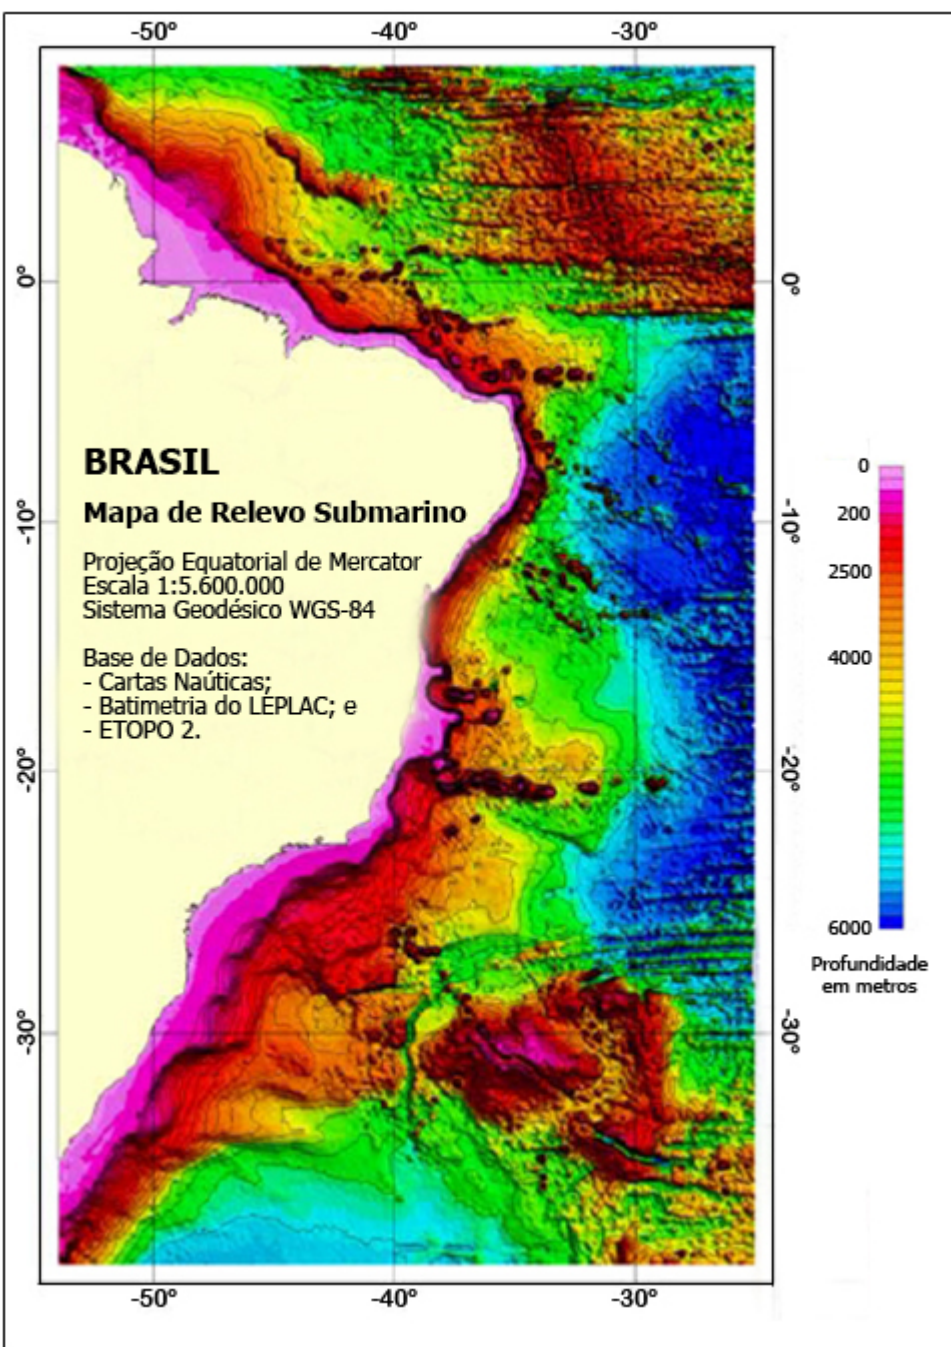 -50° -40° -30°
0° 0°
BRASIL
Mapa de Relevo Submarino
-10° -10°
Projeção Equatorial de Mercator
Escala 1:5.600.000
Sistema Geodésico WGS-84
Base de Dados:
- Cartas Naúticas;
- Batimetria do LEPLAC; e
- ETOPO 2.
-20° -20°
-30° -30°
-50° -40° -30°
0
200
2500
4000
6000
Profundidade
em metros